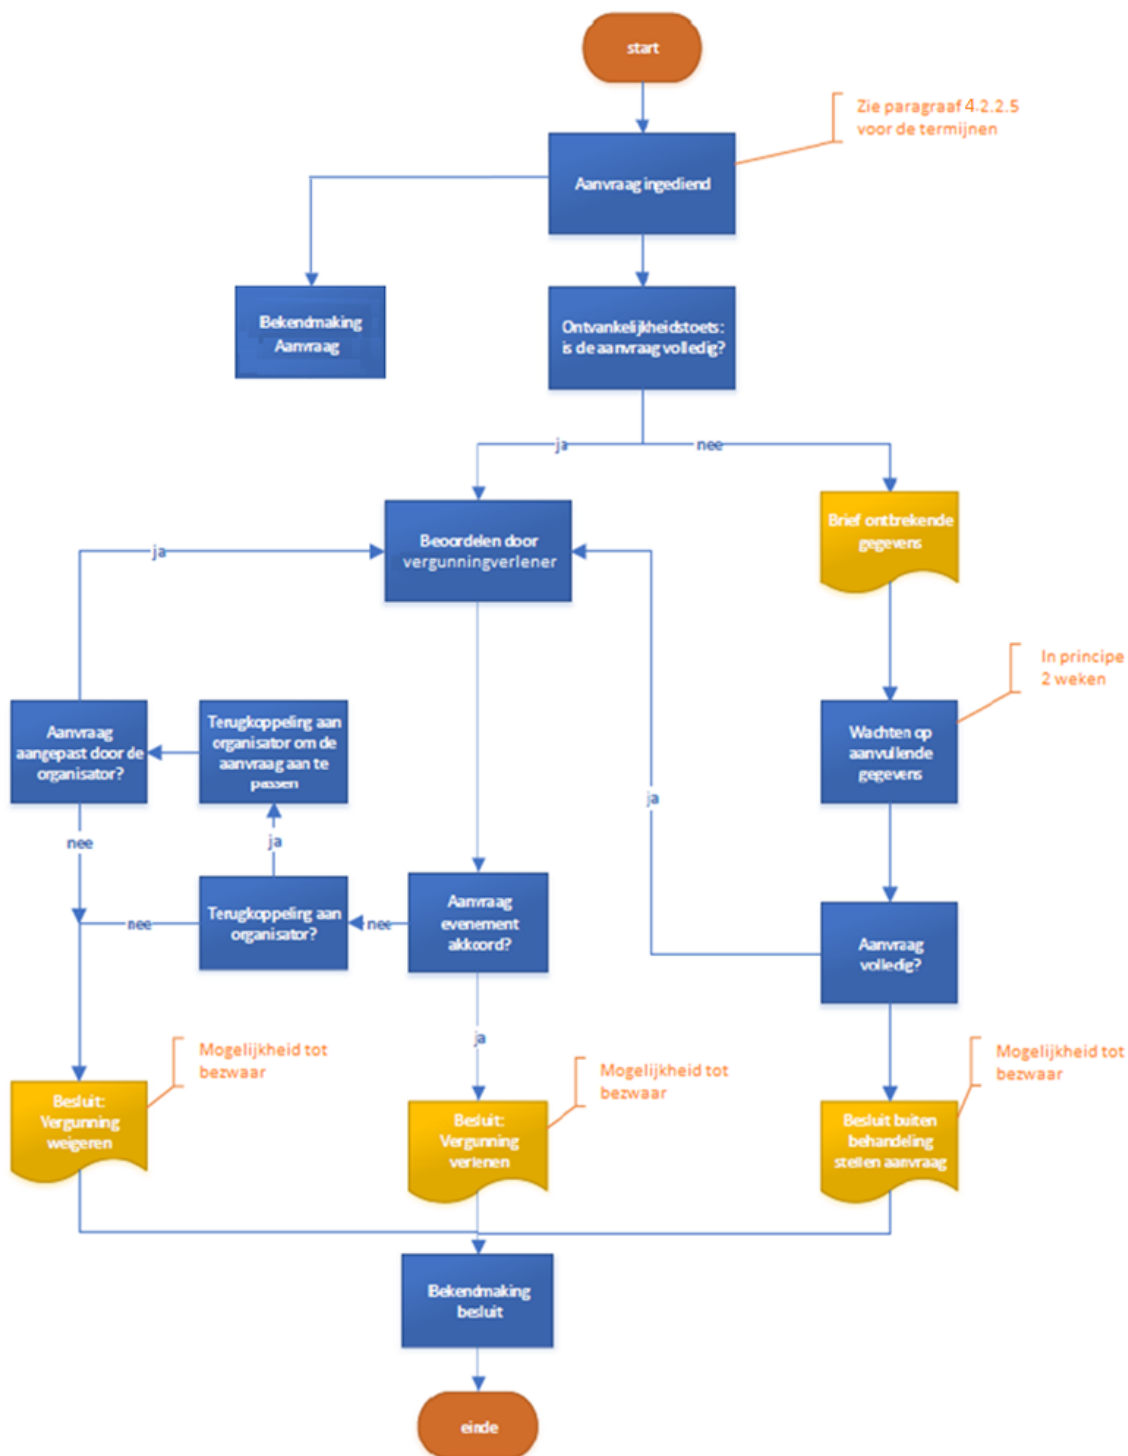 start
Zie paragraaf 4.2.2.5
voor de termijnen
Aanvraag ingediend
Bekendmaking
Aanvraag
Ontvankelijkheidstoets:
is de aanvraag volledig?
ja
nee
Beoordelen door
vergunningverlener
Brief ontbrekende
gegevens
ja
In principe
2 weken
Aanvraag
aangepast door de
organisator?
Terugkoppeling aan
organisator om de
aanvraag aan te
passen
Wachten op
aanvullende
gegevens
ja
nee
ja
Terugkoppeling aan
organisator?
nee
nee
Aanvraag
evenement
akkoord?
Aanvraag
volledig?
ja
Mogelijkheid tot
bezwaar
Mogelijkheid tot
bezwaar
Mogelijkheid tot
bezwaar
Besluit:
Vergunning
weigeren
Besluit:
Vergunning
verlenen
Besluit buiten
behandeling
stellen aanvraag
Bekendmaking
besluit
einde